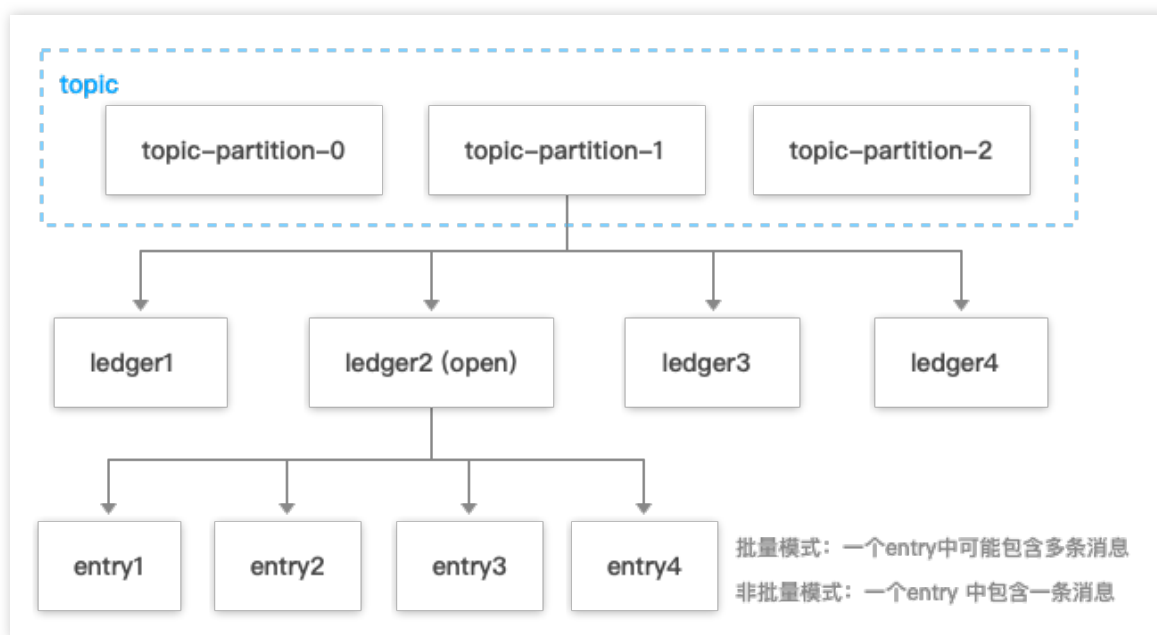 topic
topic-partition-0
topic-partition-1
topic-partition-2
ledger1
ledger2 (open)
ledger3
ledger4
entry1
entry2
entry3
entry4
批量模式：一个entry中可能包含多条消息
非批量模式：一个entry 中包含一条消息